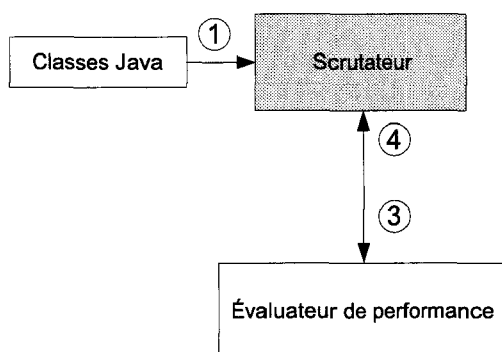 1
Classes Java
Scrutateur
4
3
Évaluateur de performance